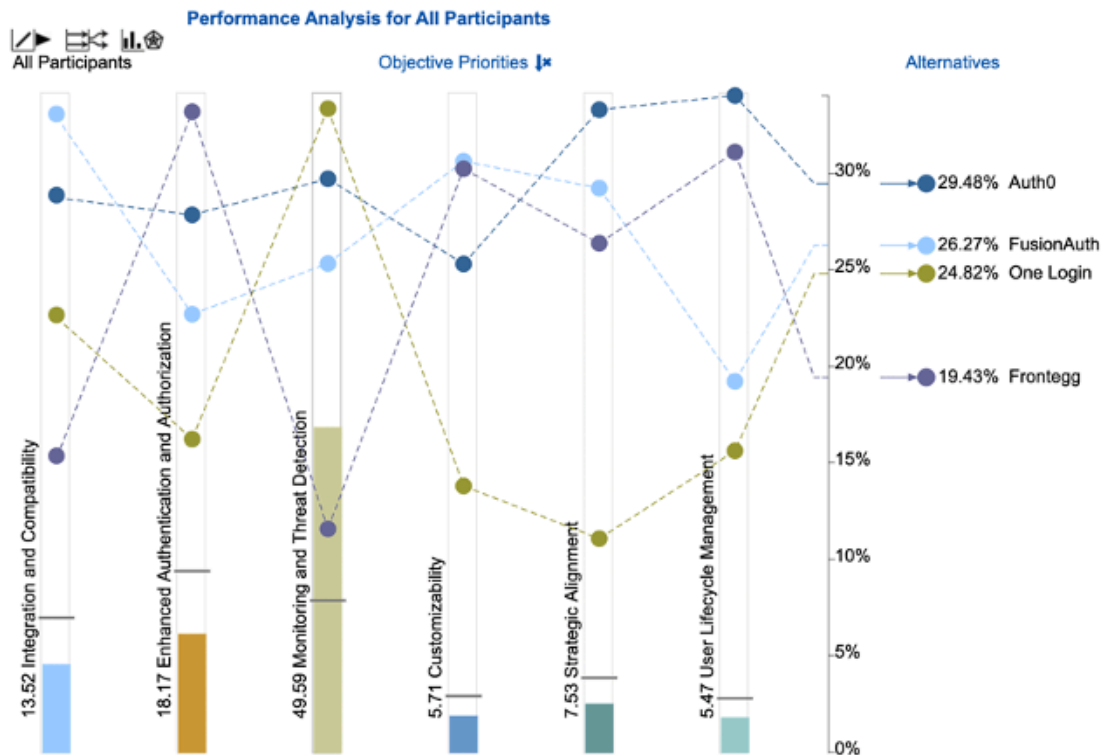 Performance Analysis for All Participants
All Participants
Objective Priorities
Alternatives
13.52 Integration and Compatibility
18.17 Enhanced Authentication and Authorization
49.59 Monitoring and Threat Detection
5.71 Customizability
7.53 Strategic Alignment
5.47 User Lifecycle Management
30%
25%
20%
15%
10%
5%
0%
29.48% Auth0
26.27% FusionAuth
24.82% One Login
19.43% Frontegg